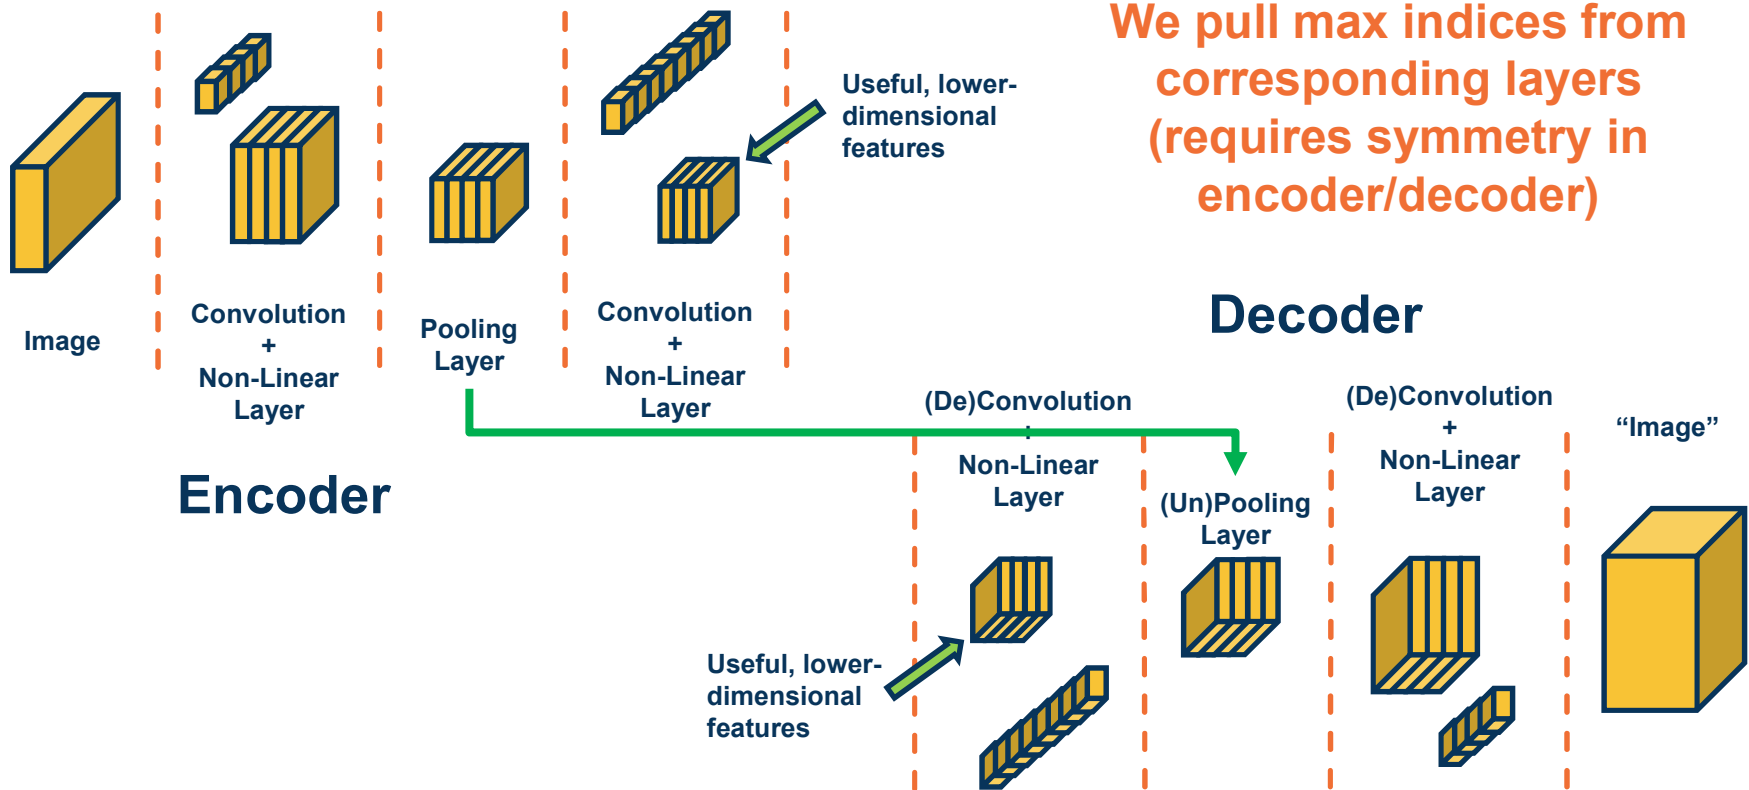 We pull max indices from
corresponding layers
(requires symmetry in
encoder/decoder)
Useful, lower-
dimensional
features
Image
Convolution
+
Non-Linear
Layer
Pooling
Layer
Convolution
+
Non-Linear
Layer
Encoder
Decoder
(De)Convolution
+
Non-Linear
Layer
(Un)Pooling
Layer
(De)Convolution
+
Non-Linear
Layer
“Image”
Useful, lower-
dimensional
features